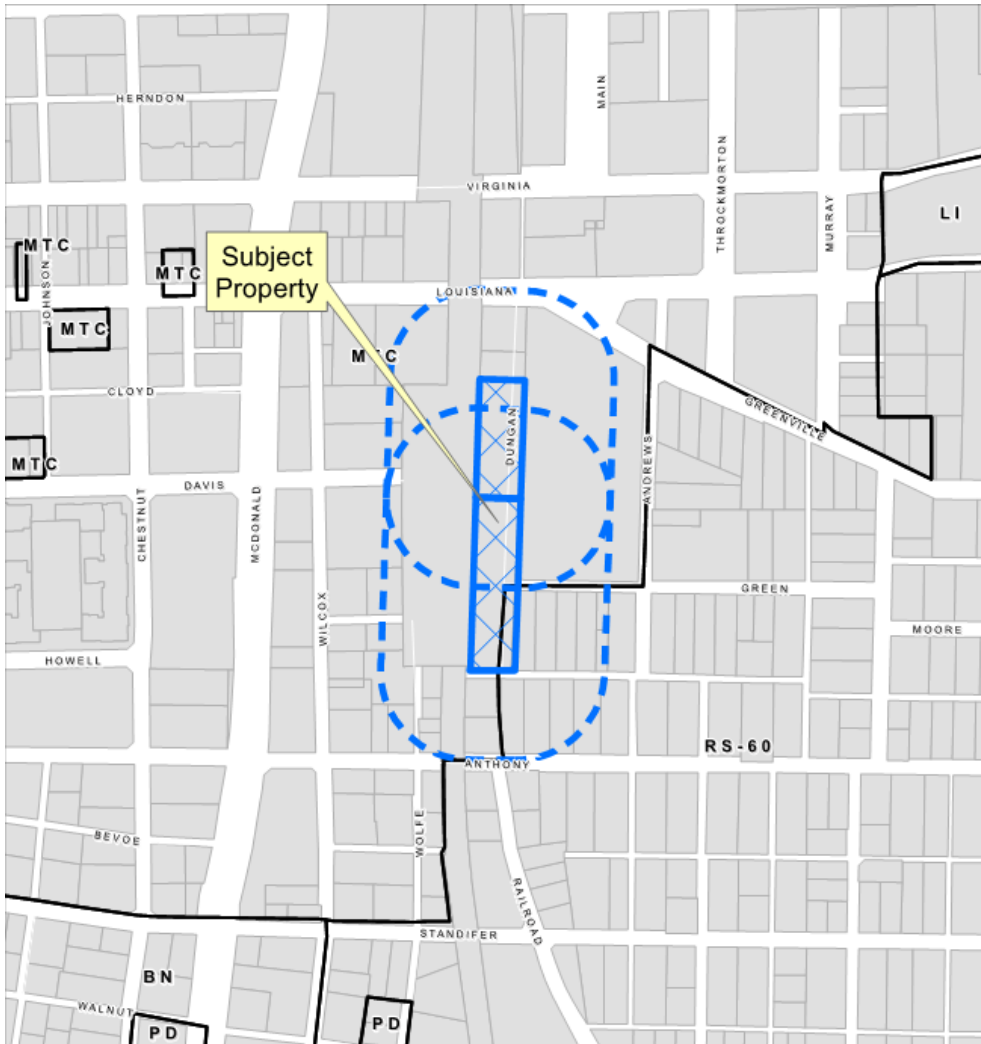 HERNDON
MAIN
THROCKMORTON
VIRGINIA
MURRAY
LI
MTC
JOHNSON
MTC
Subject
Property
LOUISIANA
MTC
MTC
CLOYD
GREENVILLE
DUNGAN
ANDREWS
MTC
DAVIS
CHESTNUT
MCDONALD
GREEN
WILCOX
MOORE
HOWELL
RS-60
ANTHONY
WOLFE
BEVOE
RAILROAD
STANDIFER
BN
WALNUT
PD
PD